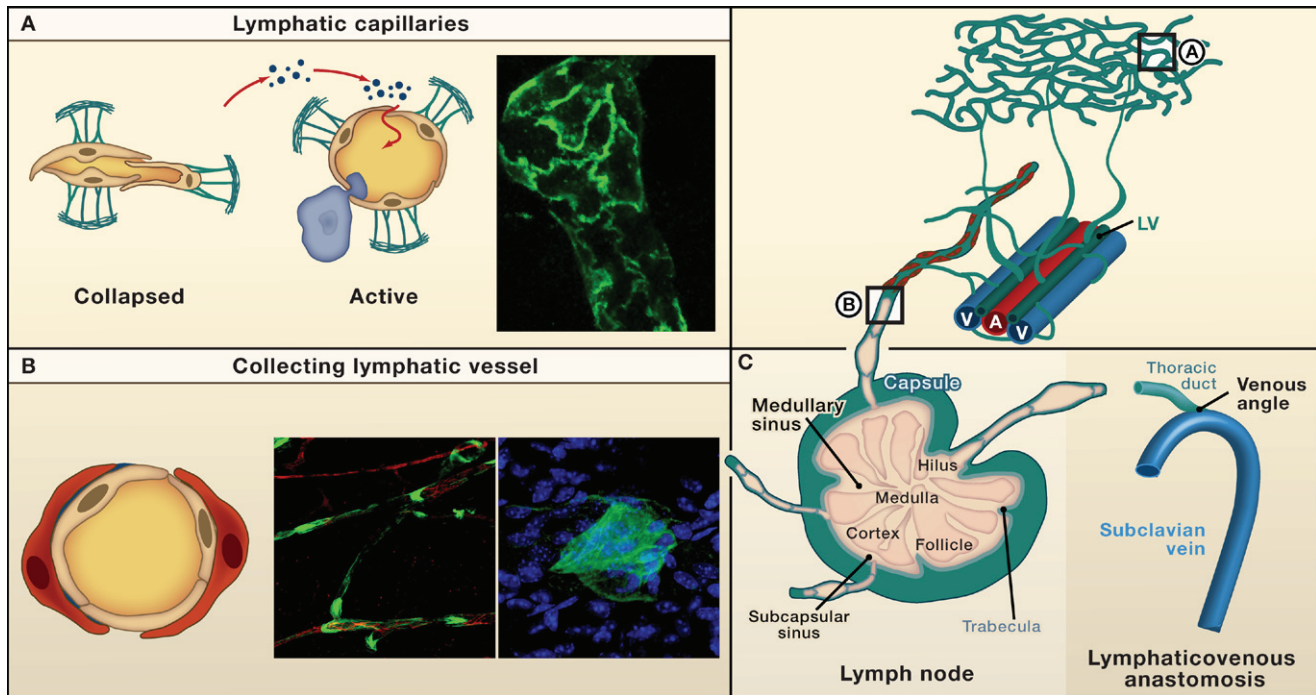 A
Lymphatic capillaries
Collapsed
Active
A
LV
B
V
A
V
B
Collecting lymphatic vessel
C
Capsule
Medullary
sinus
Hilus
Medulla
Cortex
Follicle
Subcapsular
sinus
Trabecula
Lymph node
Thoracic
duct
Venous
angle
Subclavian
vein
Lymphaticovenous
anastomosis